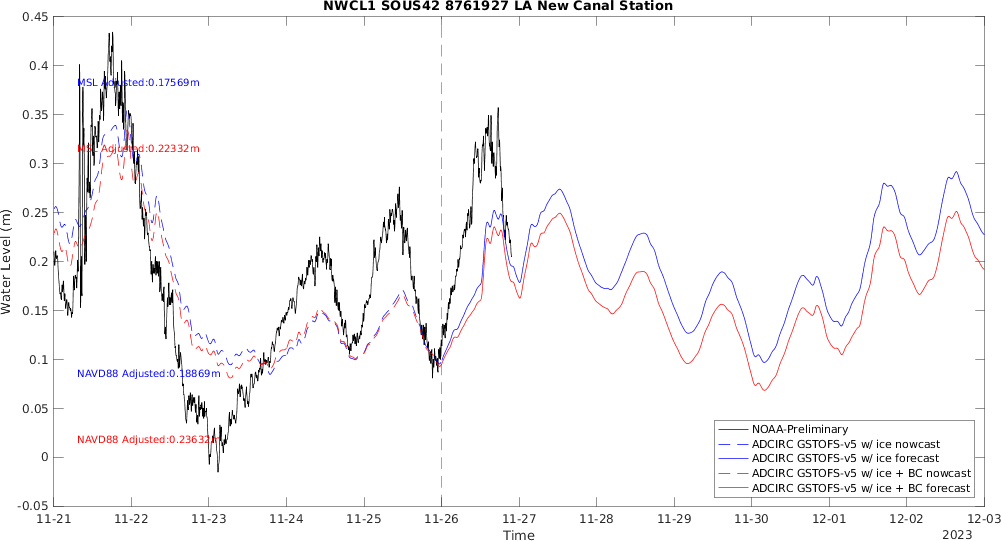 NWCL1 SOUS42 8761927 LA New Canal Station
0.45
0.4
0.35
0.3
0.25
0.2
0.15
0.1
0.05
0
-0.05
Water Level (m)
MSL Adjusted:0.17569m
MSL Adjusted:0.22332m
NAVD88 Adjusted:0.18869m
NAVD88 Adjusted:0.23632m
NOAA-Preliminary
ADCIRC GSTOFS-v5 w/ ice nowcast
ADCIRC GSTOFS-v5 w/ ice forecast
ADCIRC GSTOFS-v5 w/ ice + BC nowcast
ADCIRC GSTOFS-v5 w/ ice + BC forecast
11-21 11-22 11-23 11-24 11-25 11-26 11-27 11-28 11-29 11-30 12-01 12-02 12-03
Time
2023